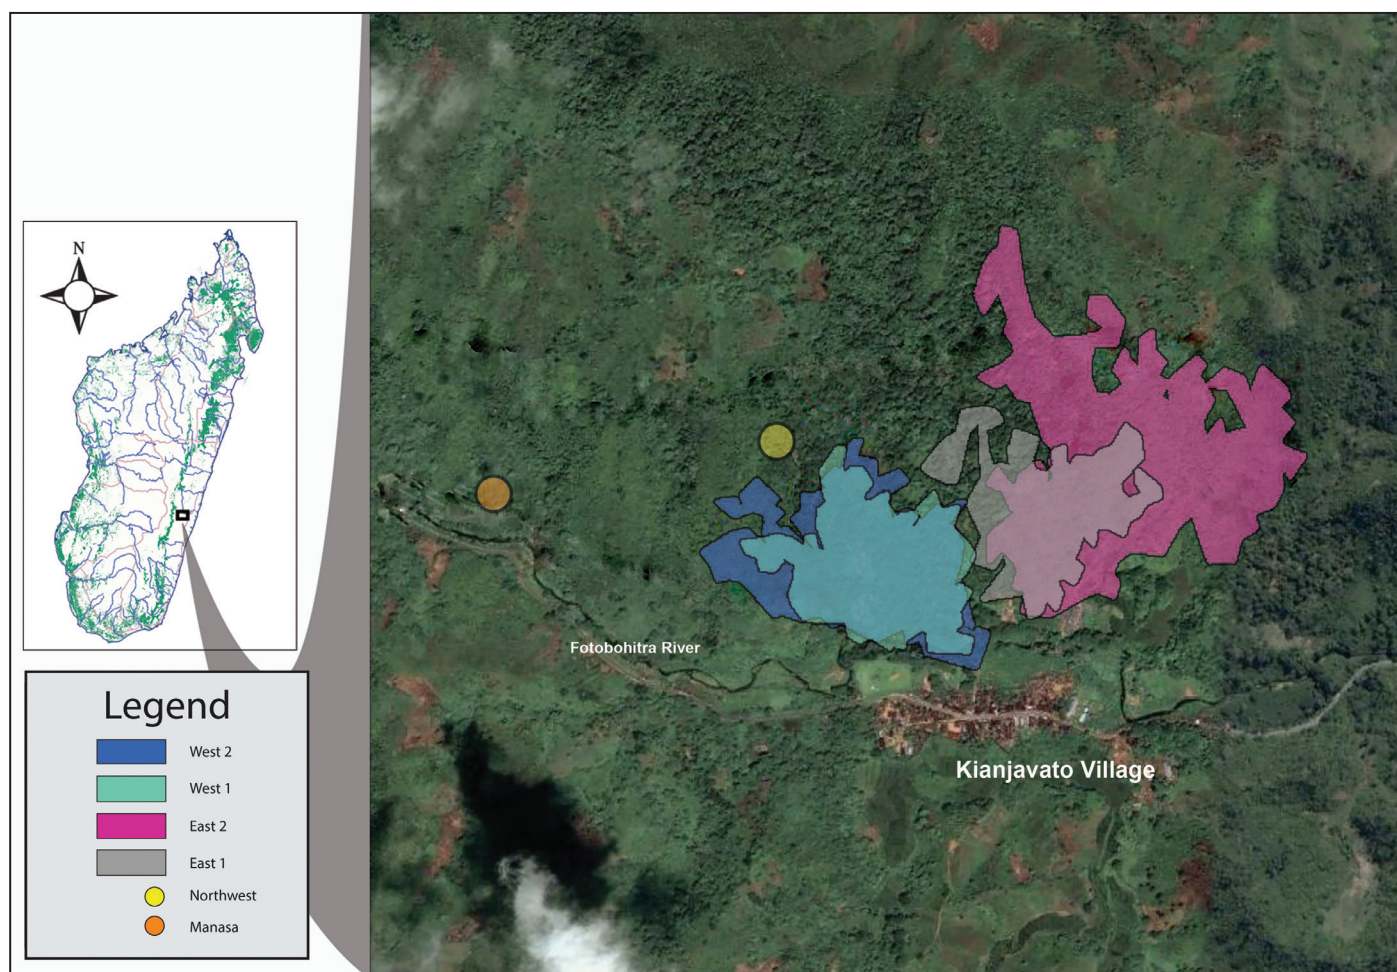 N
Legend
West 2
West 1
East 2
East 1
Northwest
Manasa
Fotobohitra River
Kianjavato Village